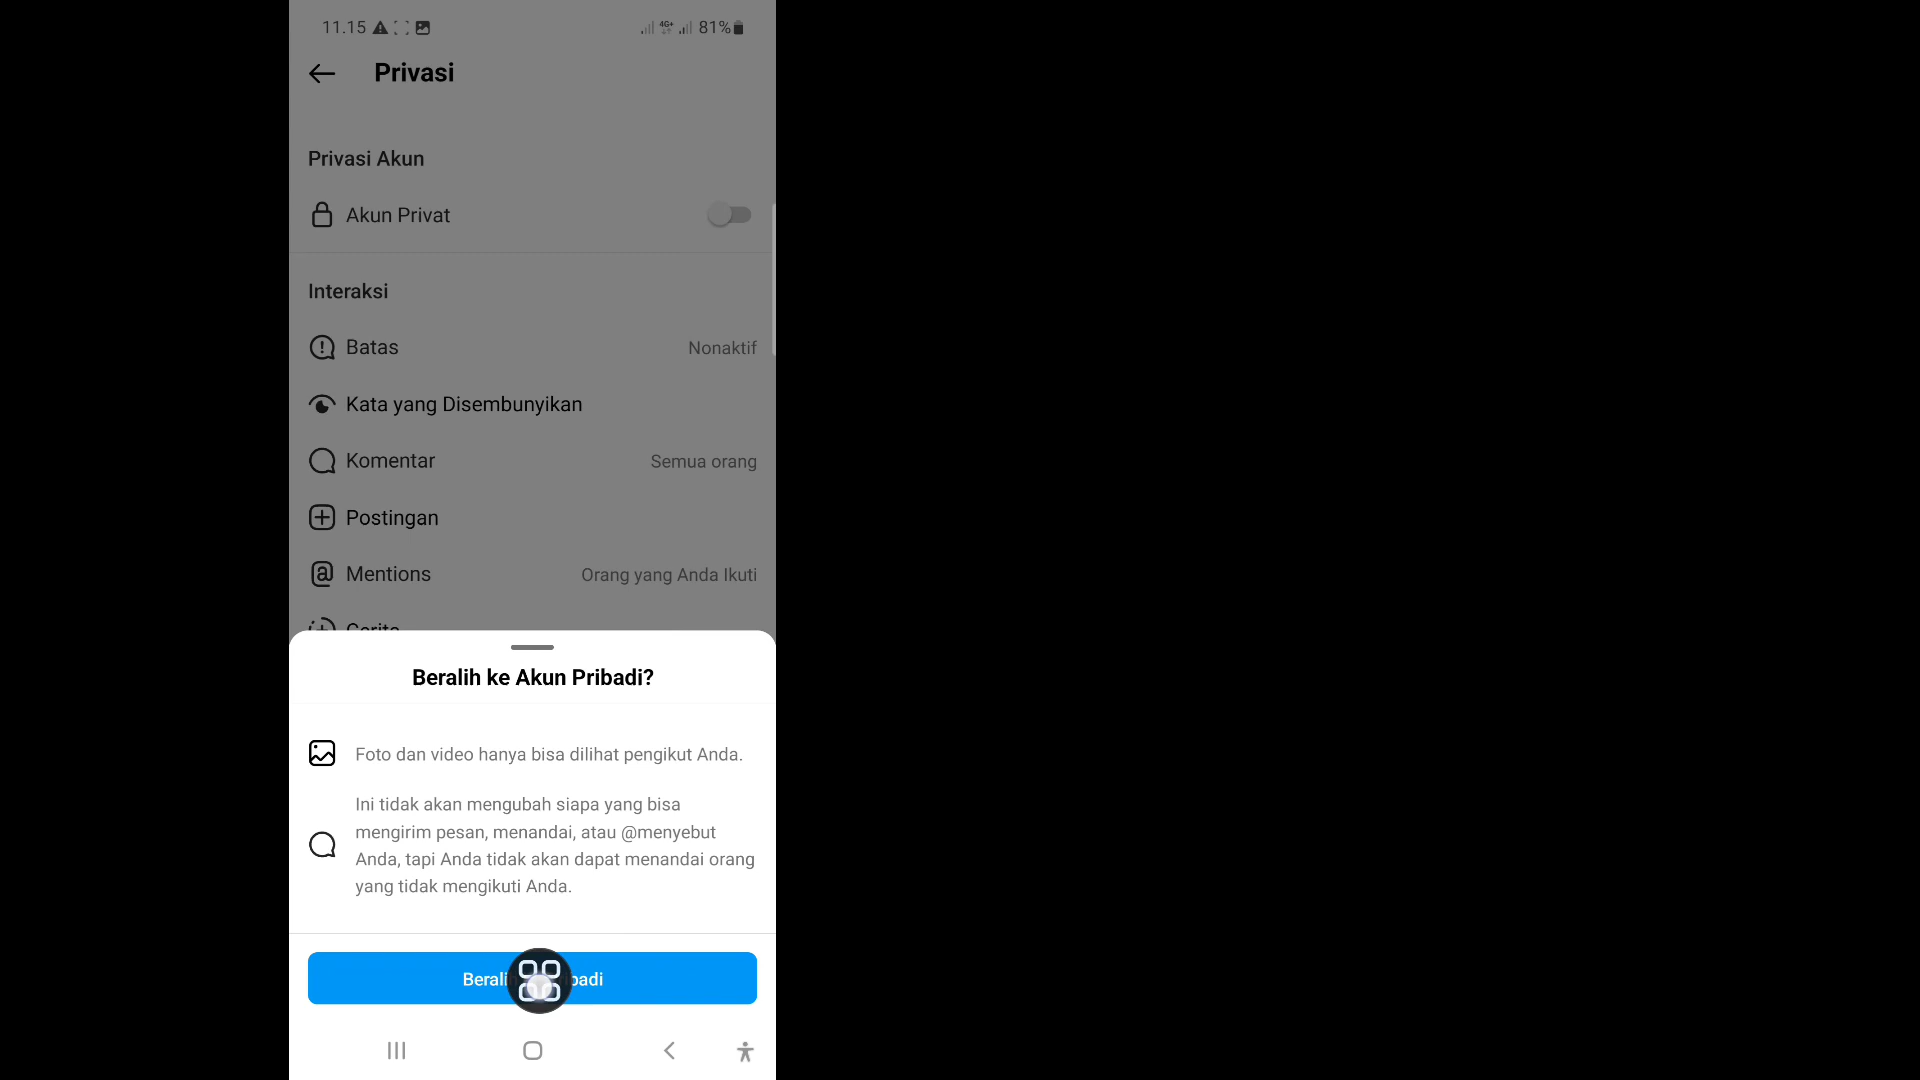 11.15 4G+ 81%
Privasi
Privasi Akun
Akun Privat
Interaksi
Batas Nonaktif
Kata yang Disembunyikan
Komentar Semua orang
Postingan
Mentions Orang yang Anda Ikuti
Cerita
Beralih ke Akun Pribadi?
Foto dan video hanya bisa dilihat pengikut Anda.
Ini tidak akan mengubah siapa yang bisa
mengirim pesan, menandai, atau @menyebut
Anda, tapi Anda tidak akan dapat menandai orang
yang tidak mengikuti Anda.